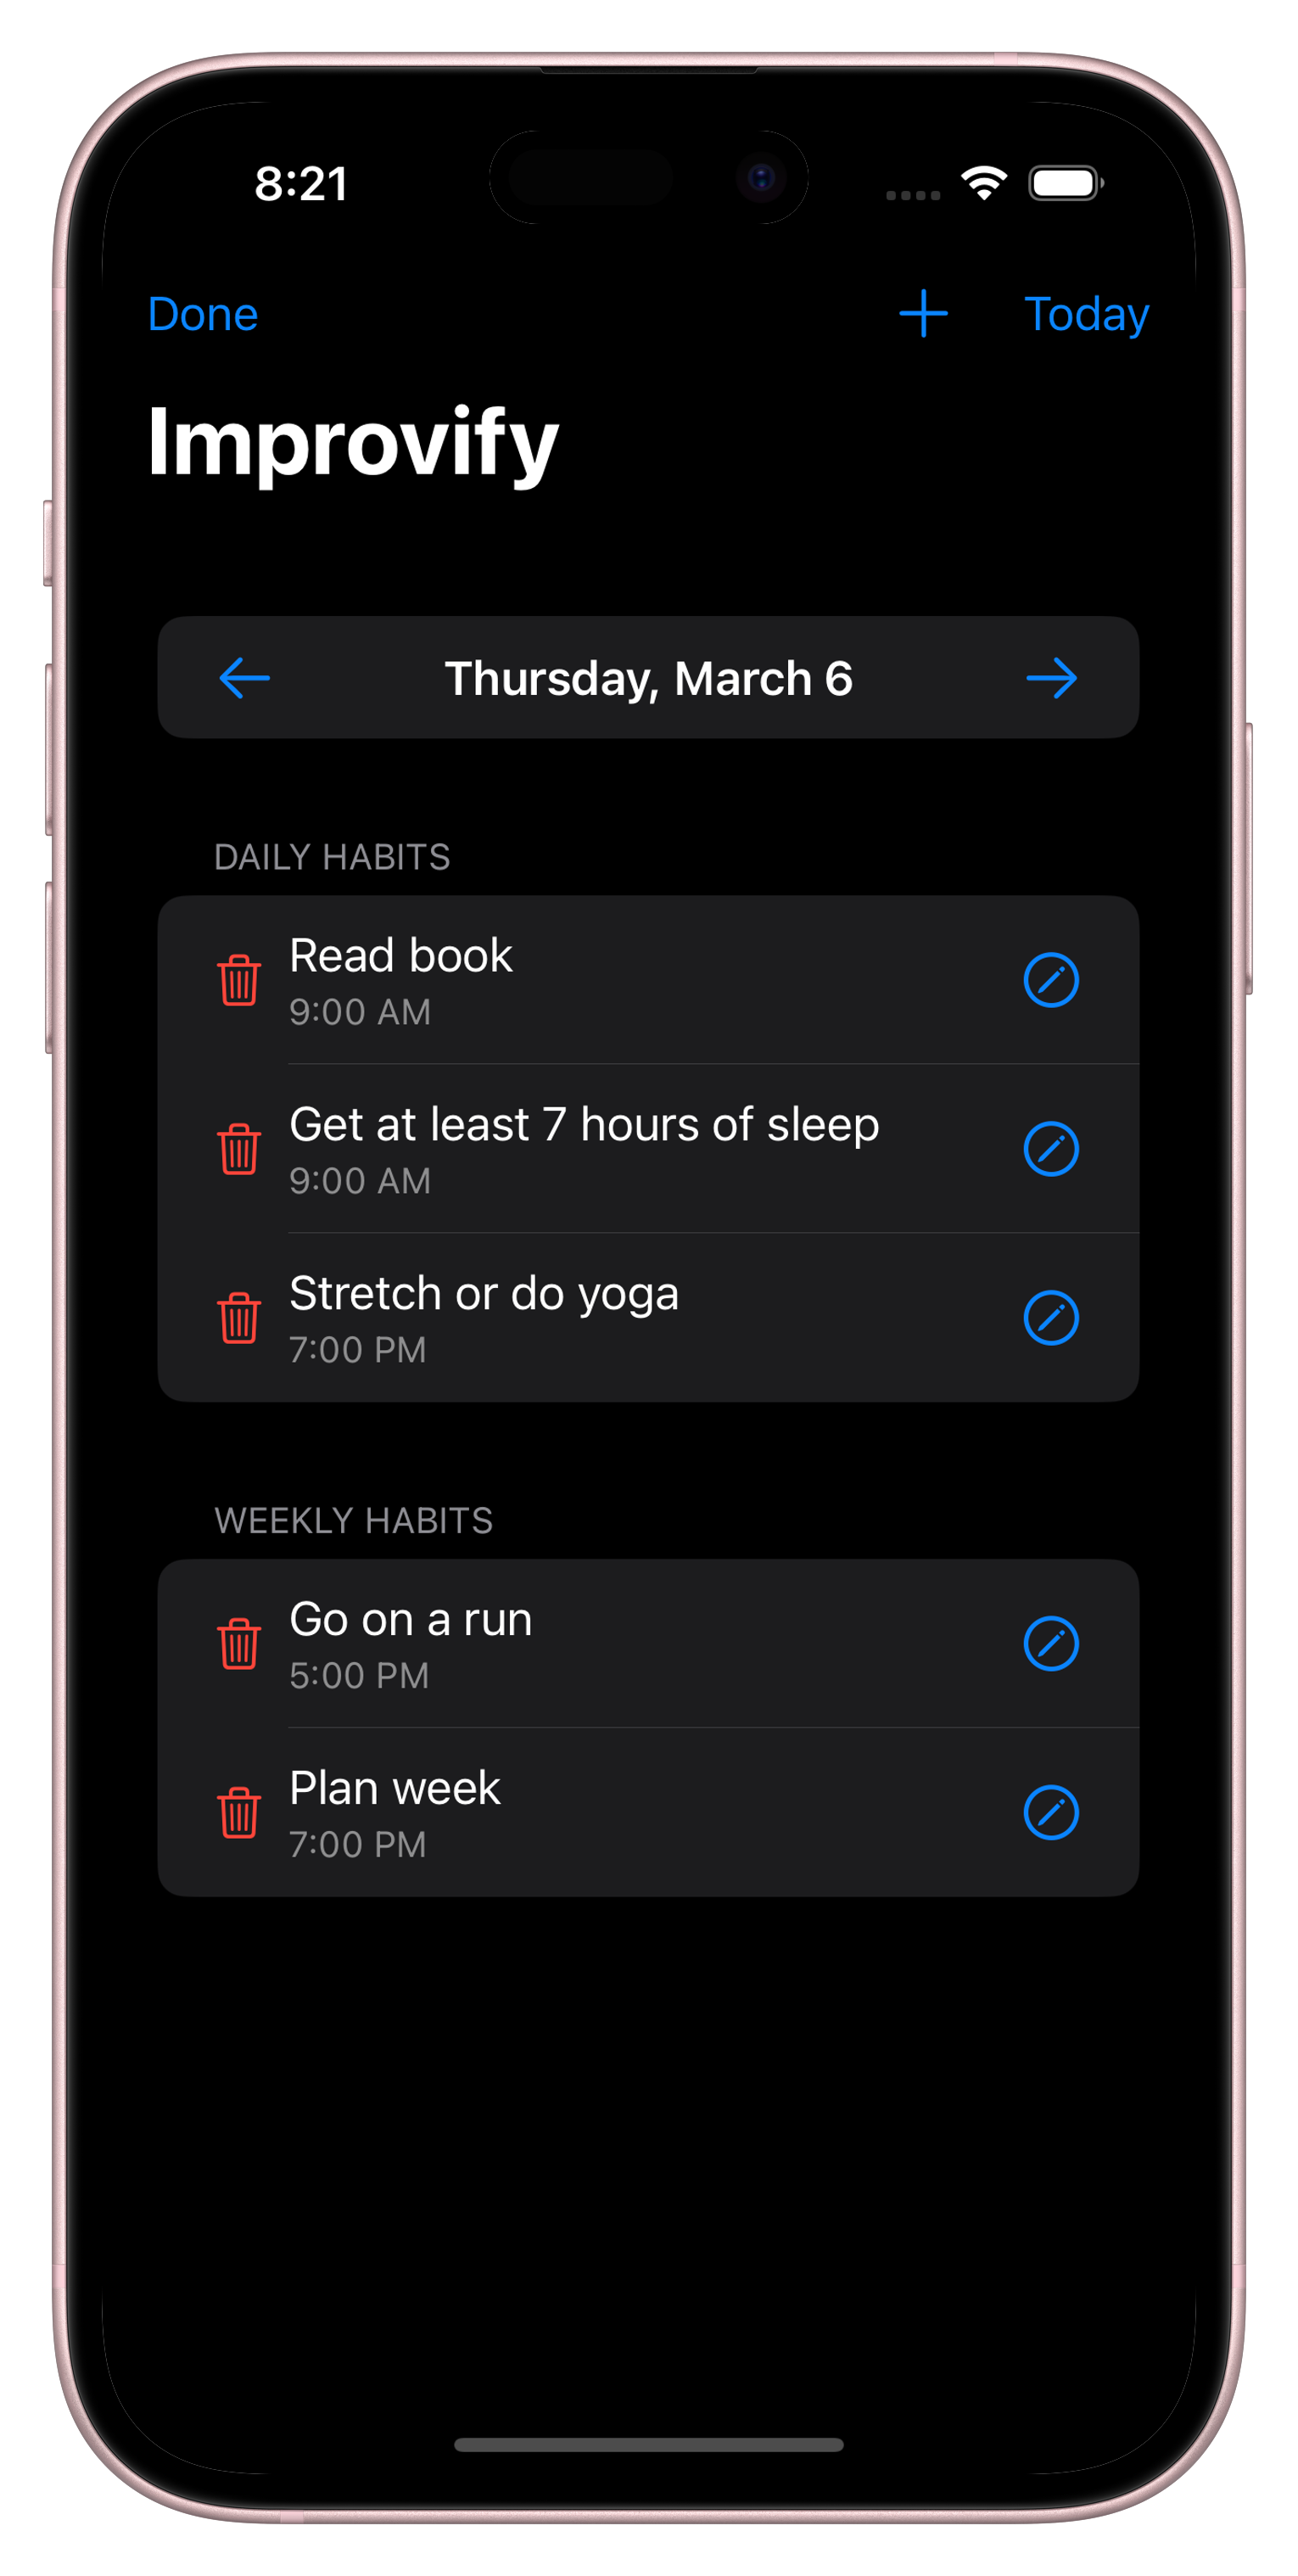 8:21
Done
Today
Improvify
Thursday, March 6
DAILY HABITS
Read book
9:00 AM
Get at least 7 hours of sleep
9:00 AM
Stretch or do yoga
7:00 PM
WEEKLY HABITS
Go on a run
5:00 PM
Plan week
7:00 PM